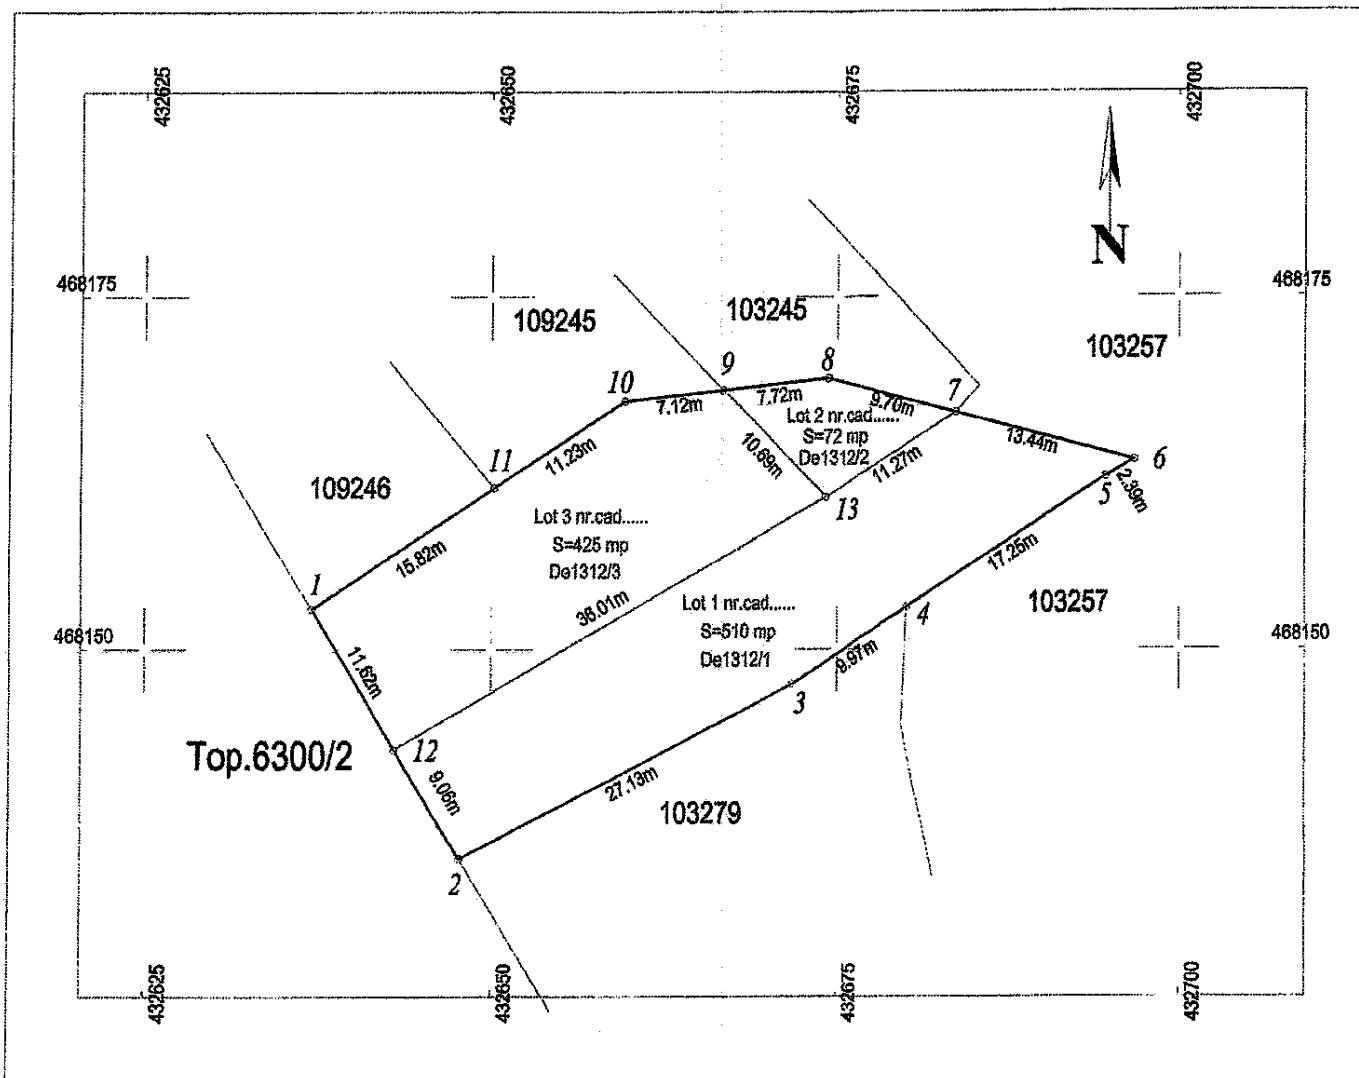 432625
432650
432675
432700
N
468175
468175
109245
103245
103257
9
8
7
10
7.12m
7.72m
9.70m
Lot 2 nr.cad......
S=72 mp
De1312/2
13.44m
6
11
11.23m
10.69m
11.27m
5
2.39m
109246
13
Lot 3 nr.cad......
S=425 mp
De1312/3
15.82m
17.25m
1
36.01m
Lot 1 nr.cad......
S=510 mp
De1312/1
4
103257
468150
468150
11.62m
9.97m
3
Top.6300/2
12
9.06m
27.13m
103279
2
432625
432650
432675
432700